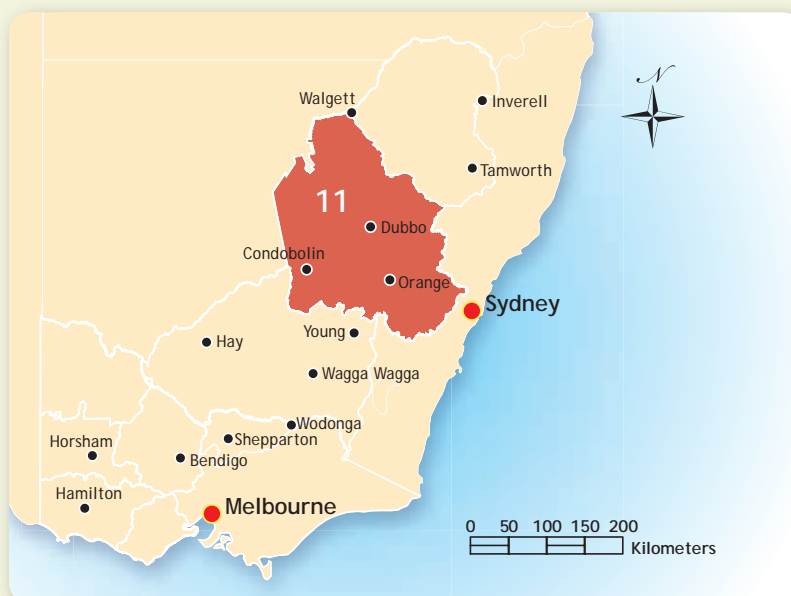 N
Walgett
Inverell
Tamworth
11
Dubbo
Condobolin
Orange
Sydney
Young
Hay
Wagga Wagga
Wodonga
Shepparton
Horsham
Bendigo
Hamilton
Melbourne
0 50 100 150 200
Kilometers